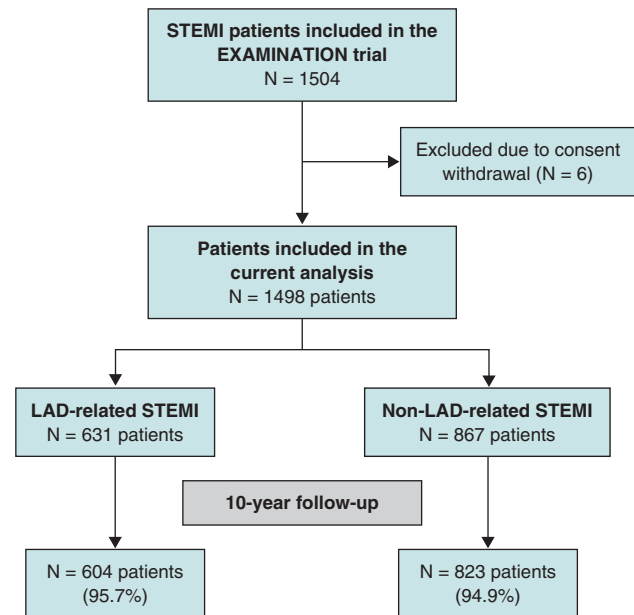 STEMI patients included in the
EXAMINATION trial
N = 1504
Excluded due to consent
withdrawal (N = 6)
Patients included in the
current analysis
N = 1498 patients
LAD-related STEMI
N = 631 patients
Non-LAD-related STEMI
N = 867 patients
10-year follow-up
N = 604 patients
(95.7%)
N = 823 patients
(94.9%)